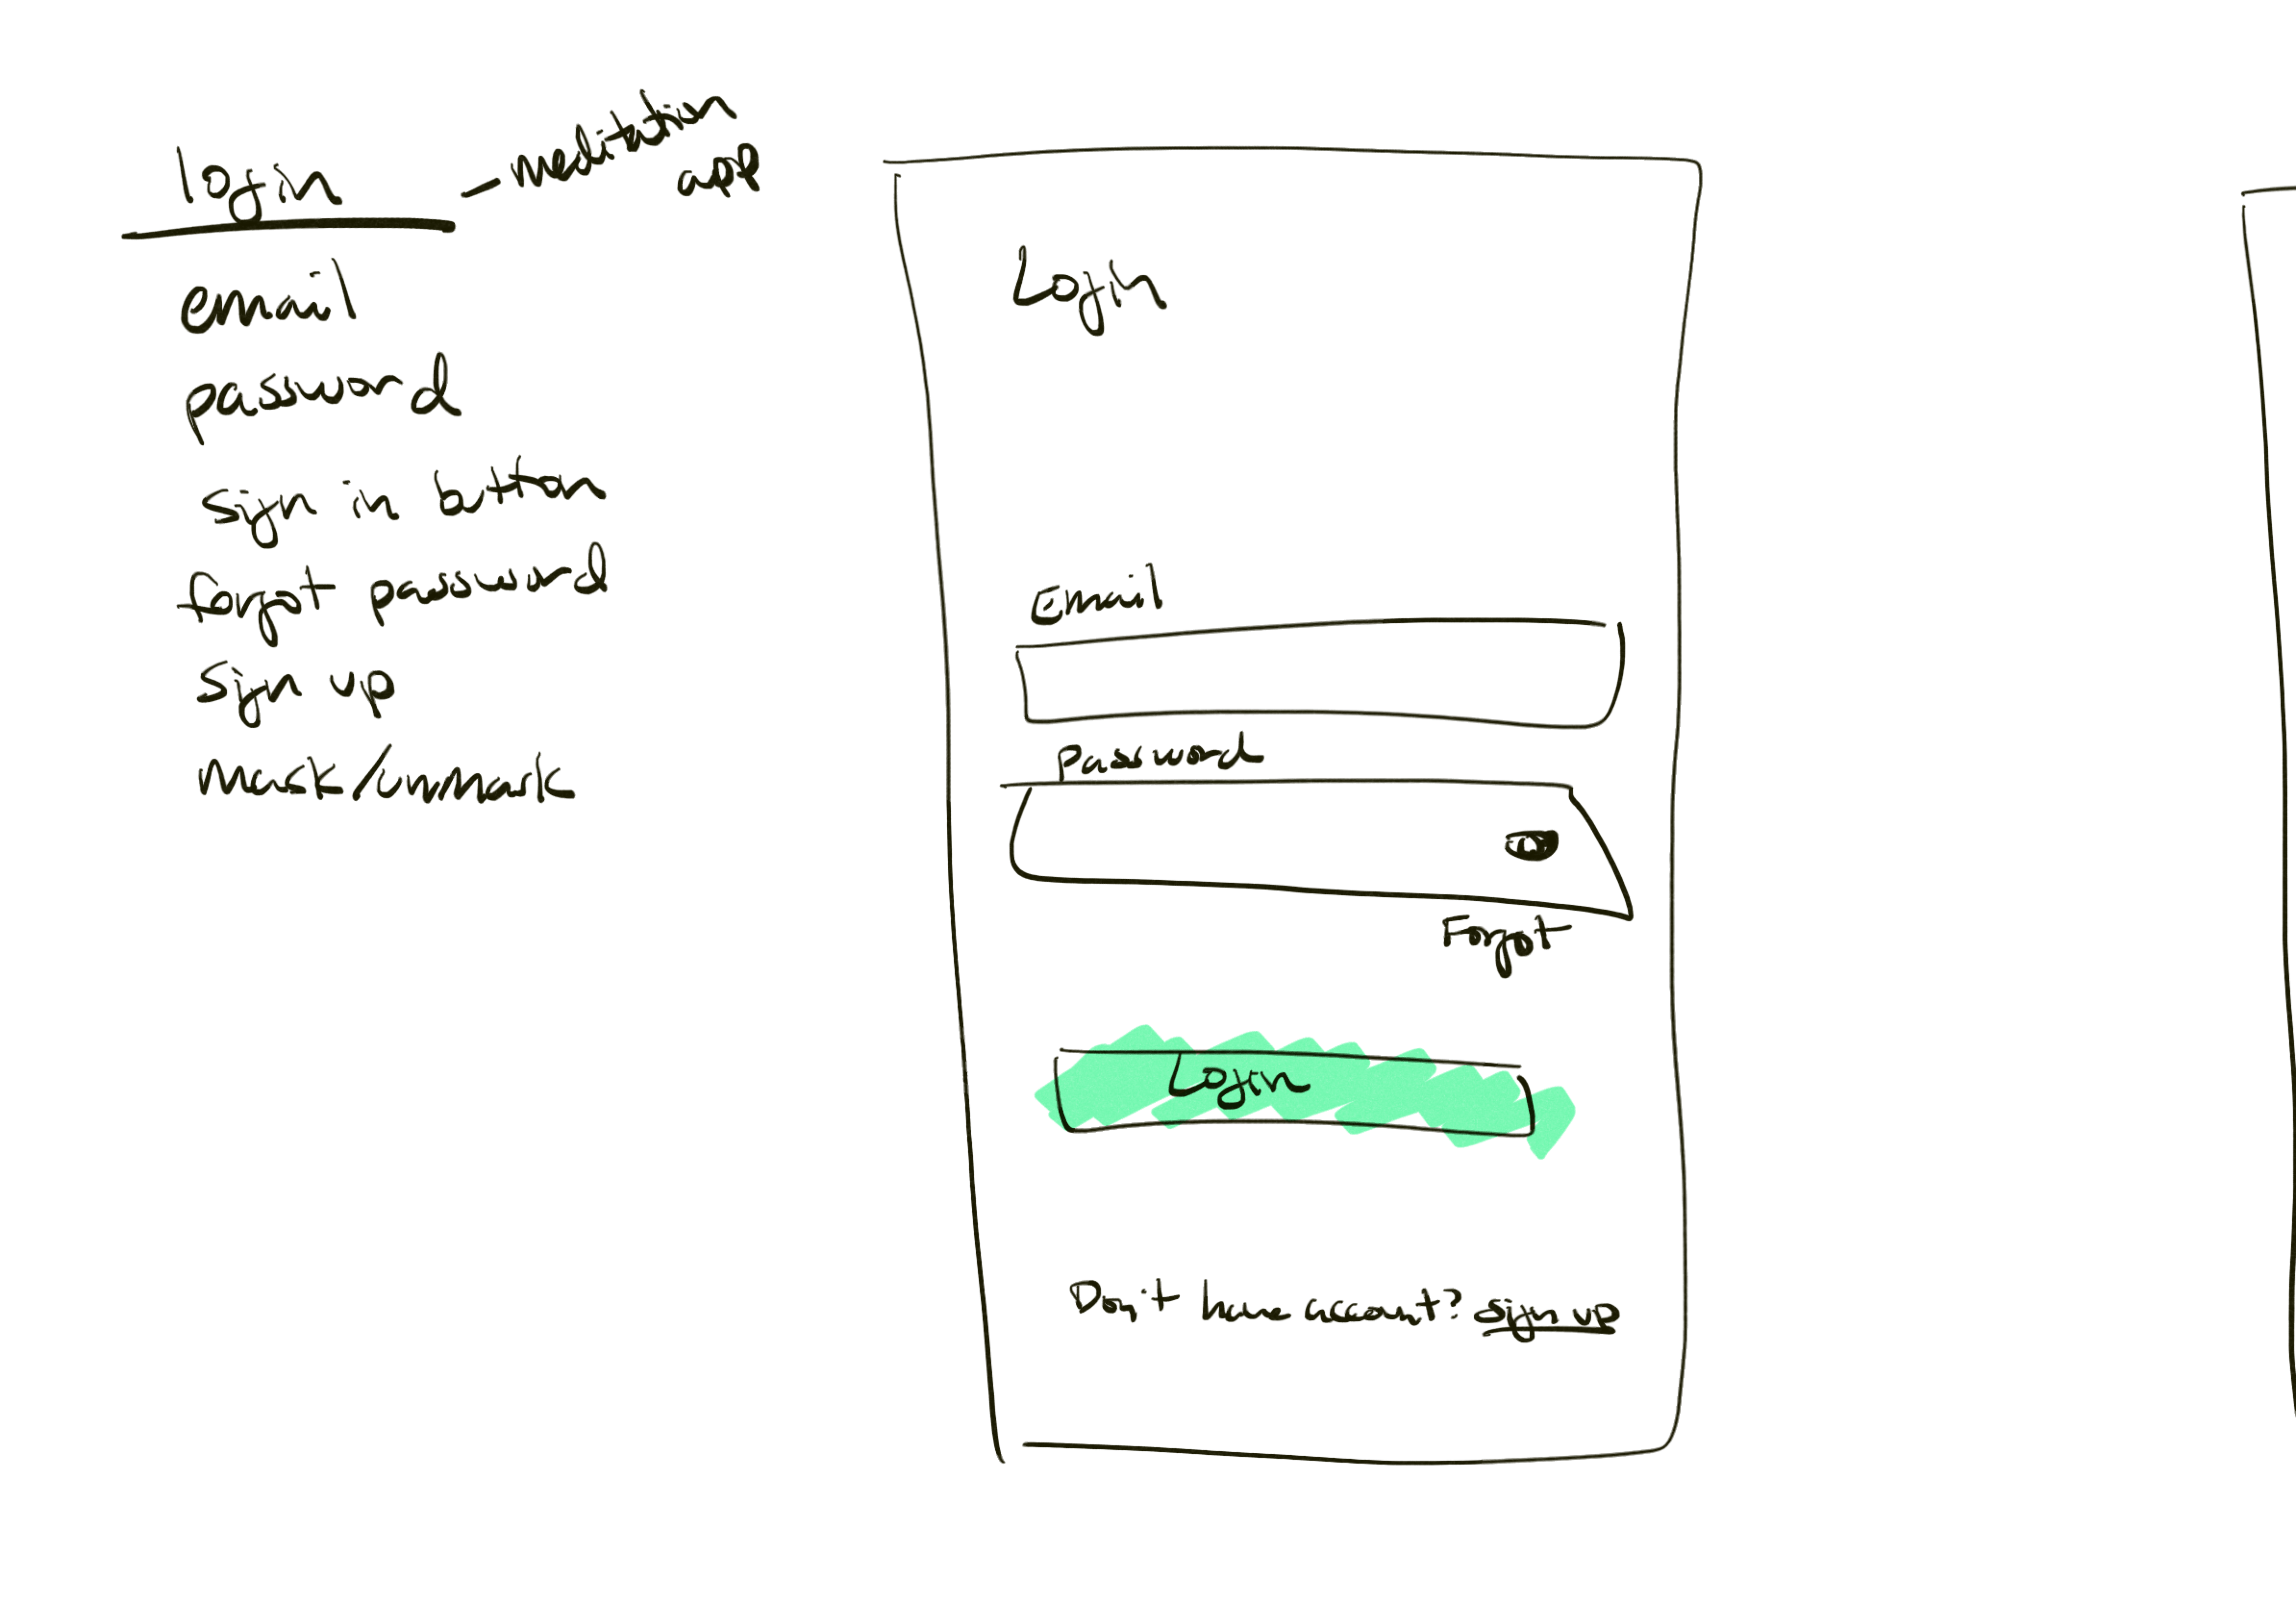 login - meditation
app
email
password
sign in button
forgot password
sign up
mask/unmask
Login
Email
Password
Forgot
Login
Don't have account? sign up